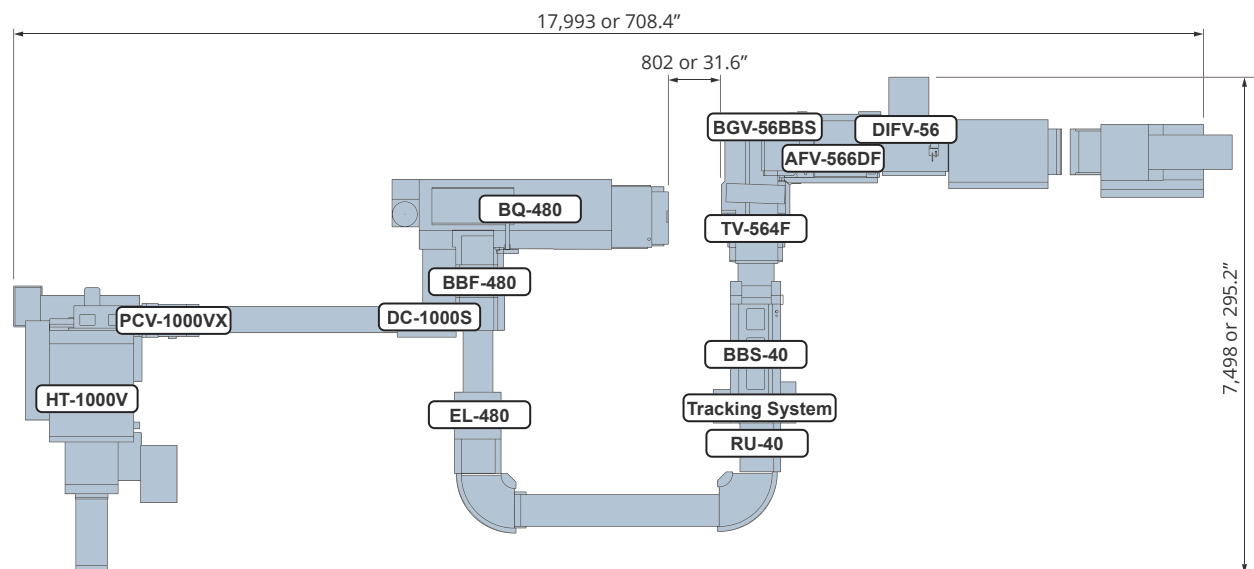 17,993 or 708.4”
802 or 31.6”
BGV-56BBS
DIFV-56
AFV-566DF
BQ-480
TV-564F
BBF-480
PCV-1000VX
DC-1000S
7,498 or 295.2”
BBS-40
HT-1000V
EL-480
Tracking System
RU-40